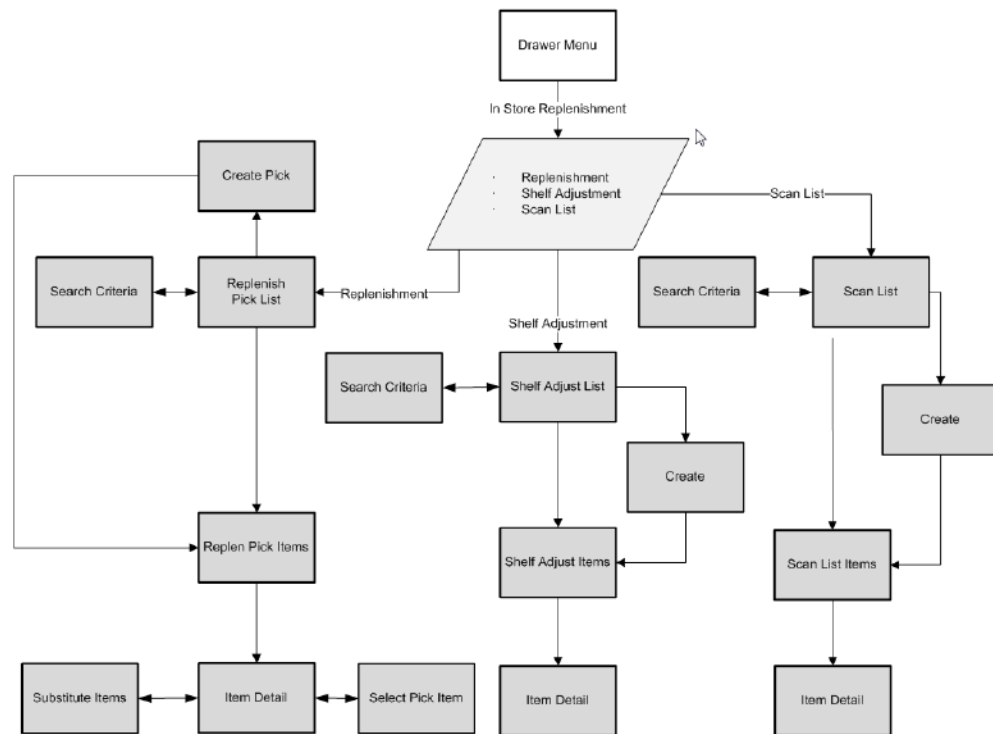 Drawer Menu
In Store Replenishment
· Replenishment
· Shelf Adjustment
· Scan List
Scan List
Create Pick
Search Criteria
Replenish
Pick List
Replenishment
Search Criteria
Scan List
Shelf Adjustment
Search Criteria
Shelf Adjust List
Create
Create
Replen Pick Items
Shelf Adjust Items
Scan List Items
Substitute Items
Item Detail
Select Pick Item
Item Detail
Item Detail